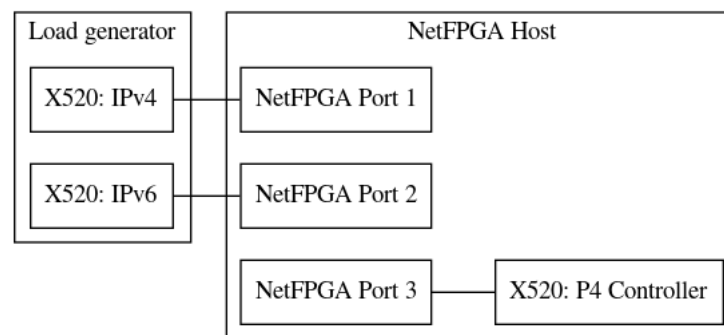 Load generator
NetFPGA Host
X520: IPv4
NetFPGA Port 1
X520: IPv6
NetFPGA Port 2
NetFPGA Port 3
X520: P4 Controller